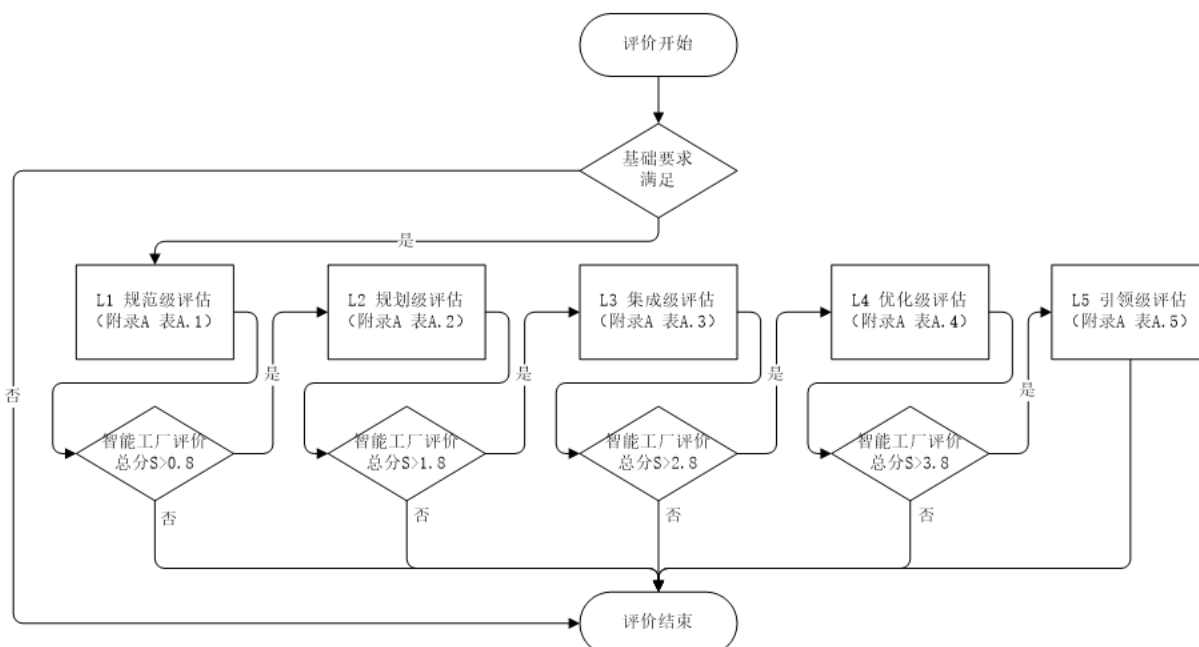 评价开始
基础要求
满足
是
L1 规范级评估
（附录A 表A.1）
L2 规划级评估
（附录A 表A.2）
L3 集成级评估
（附录A 表A.3）
L4 优化级评估
（附录A 表A.4）
L5 引领级评估
（附录A 表A.5）
否
是
是
是
是
智能工厂评价
总分S>0.8
智能工厂评价
总分S>1.8
智能工厂评价
总分S>2.8
智能工厂评价
总分S>3.8
否
否
否
否
评价结束